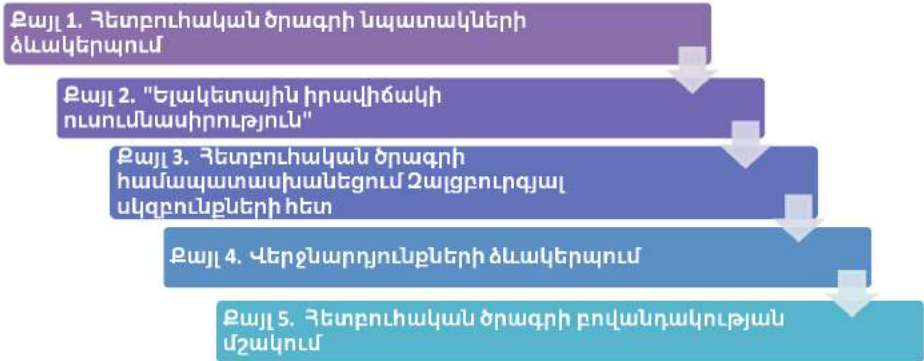 Քայլ 1. Հետբուհական ծրագրի նպատակների
ձևակերպում
Քայլ 2. "Ելակետային իրավիճակի
ուսումնասիրություն"
Քայլ 3. Հետբուհական ծրագրի
համապատասխանեցում Զալցբուրգյալ
սկզբունքների հետ
Քայլ 4. Վերջնարդյունքների ձևակերպում
Քայլ 5. Հետբուհական ծրագրի բովանդակության
մշակում